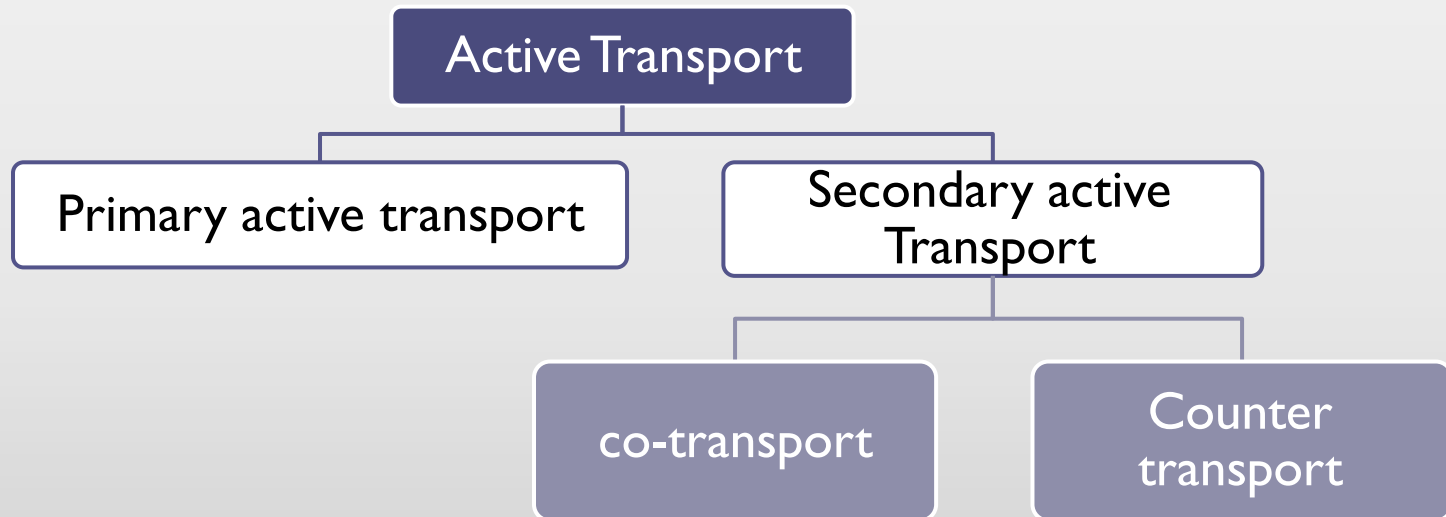 Active Transport
Primary active transport
Secondary active
Transport
co-transport
Counter
transport